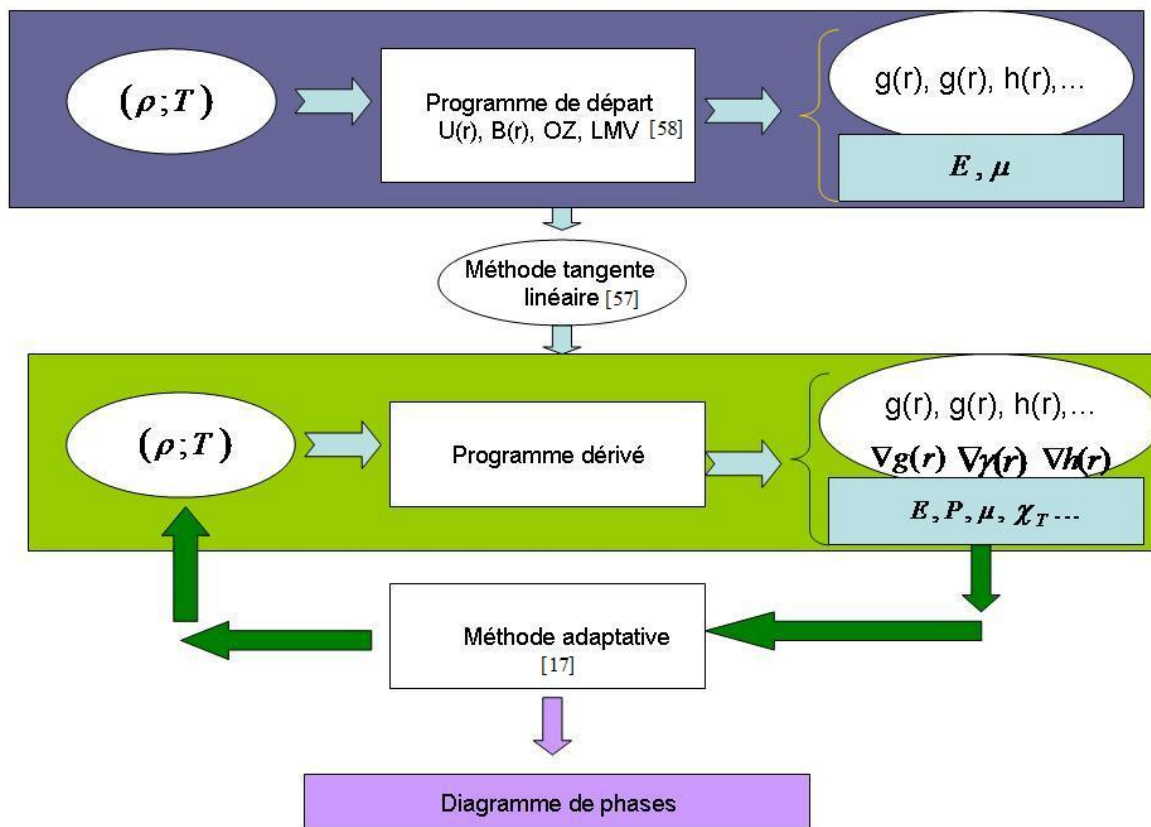 (ρ ; T)
Programme de départ
U(r), B(r), OZ, LMV [58]
g(r), g(r), h(r),...
E, μ
Méthode tangente
linéaire [57]
(ρ ; T)
Programme dérivé
g(r), g(r), h(r),...
∇g(r) ∇γ(r) ∇h(r)
E, P, μ, χ_T ...
Méthode adaptative
[17]
Diagramme de phases